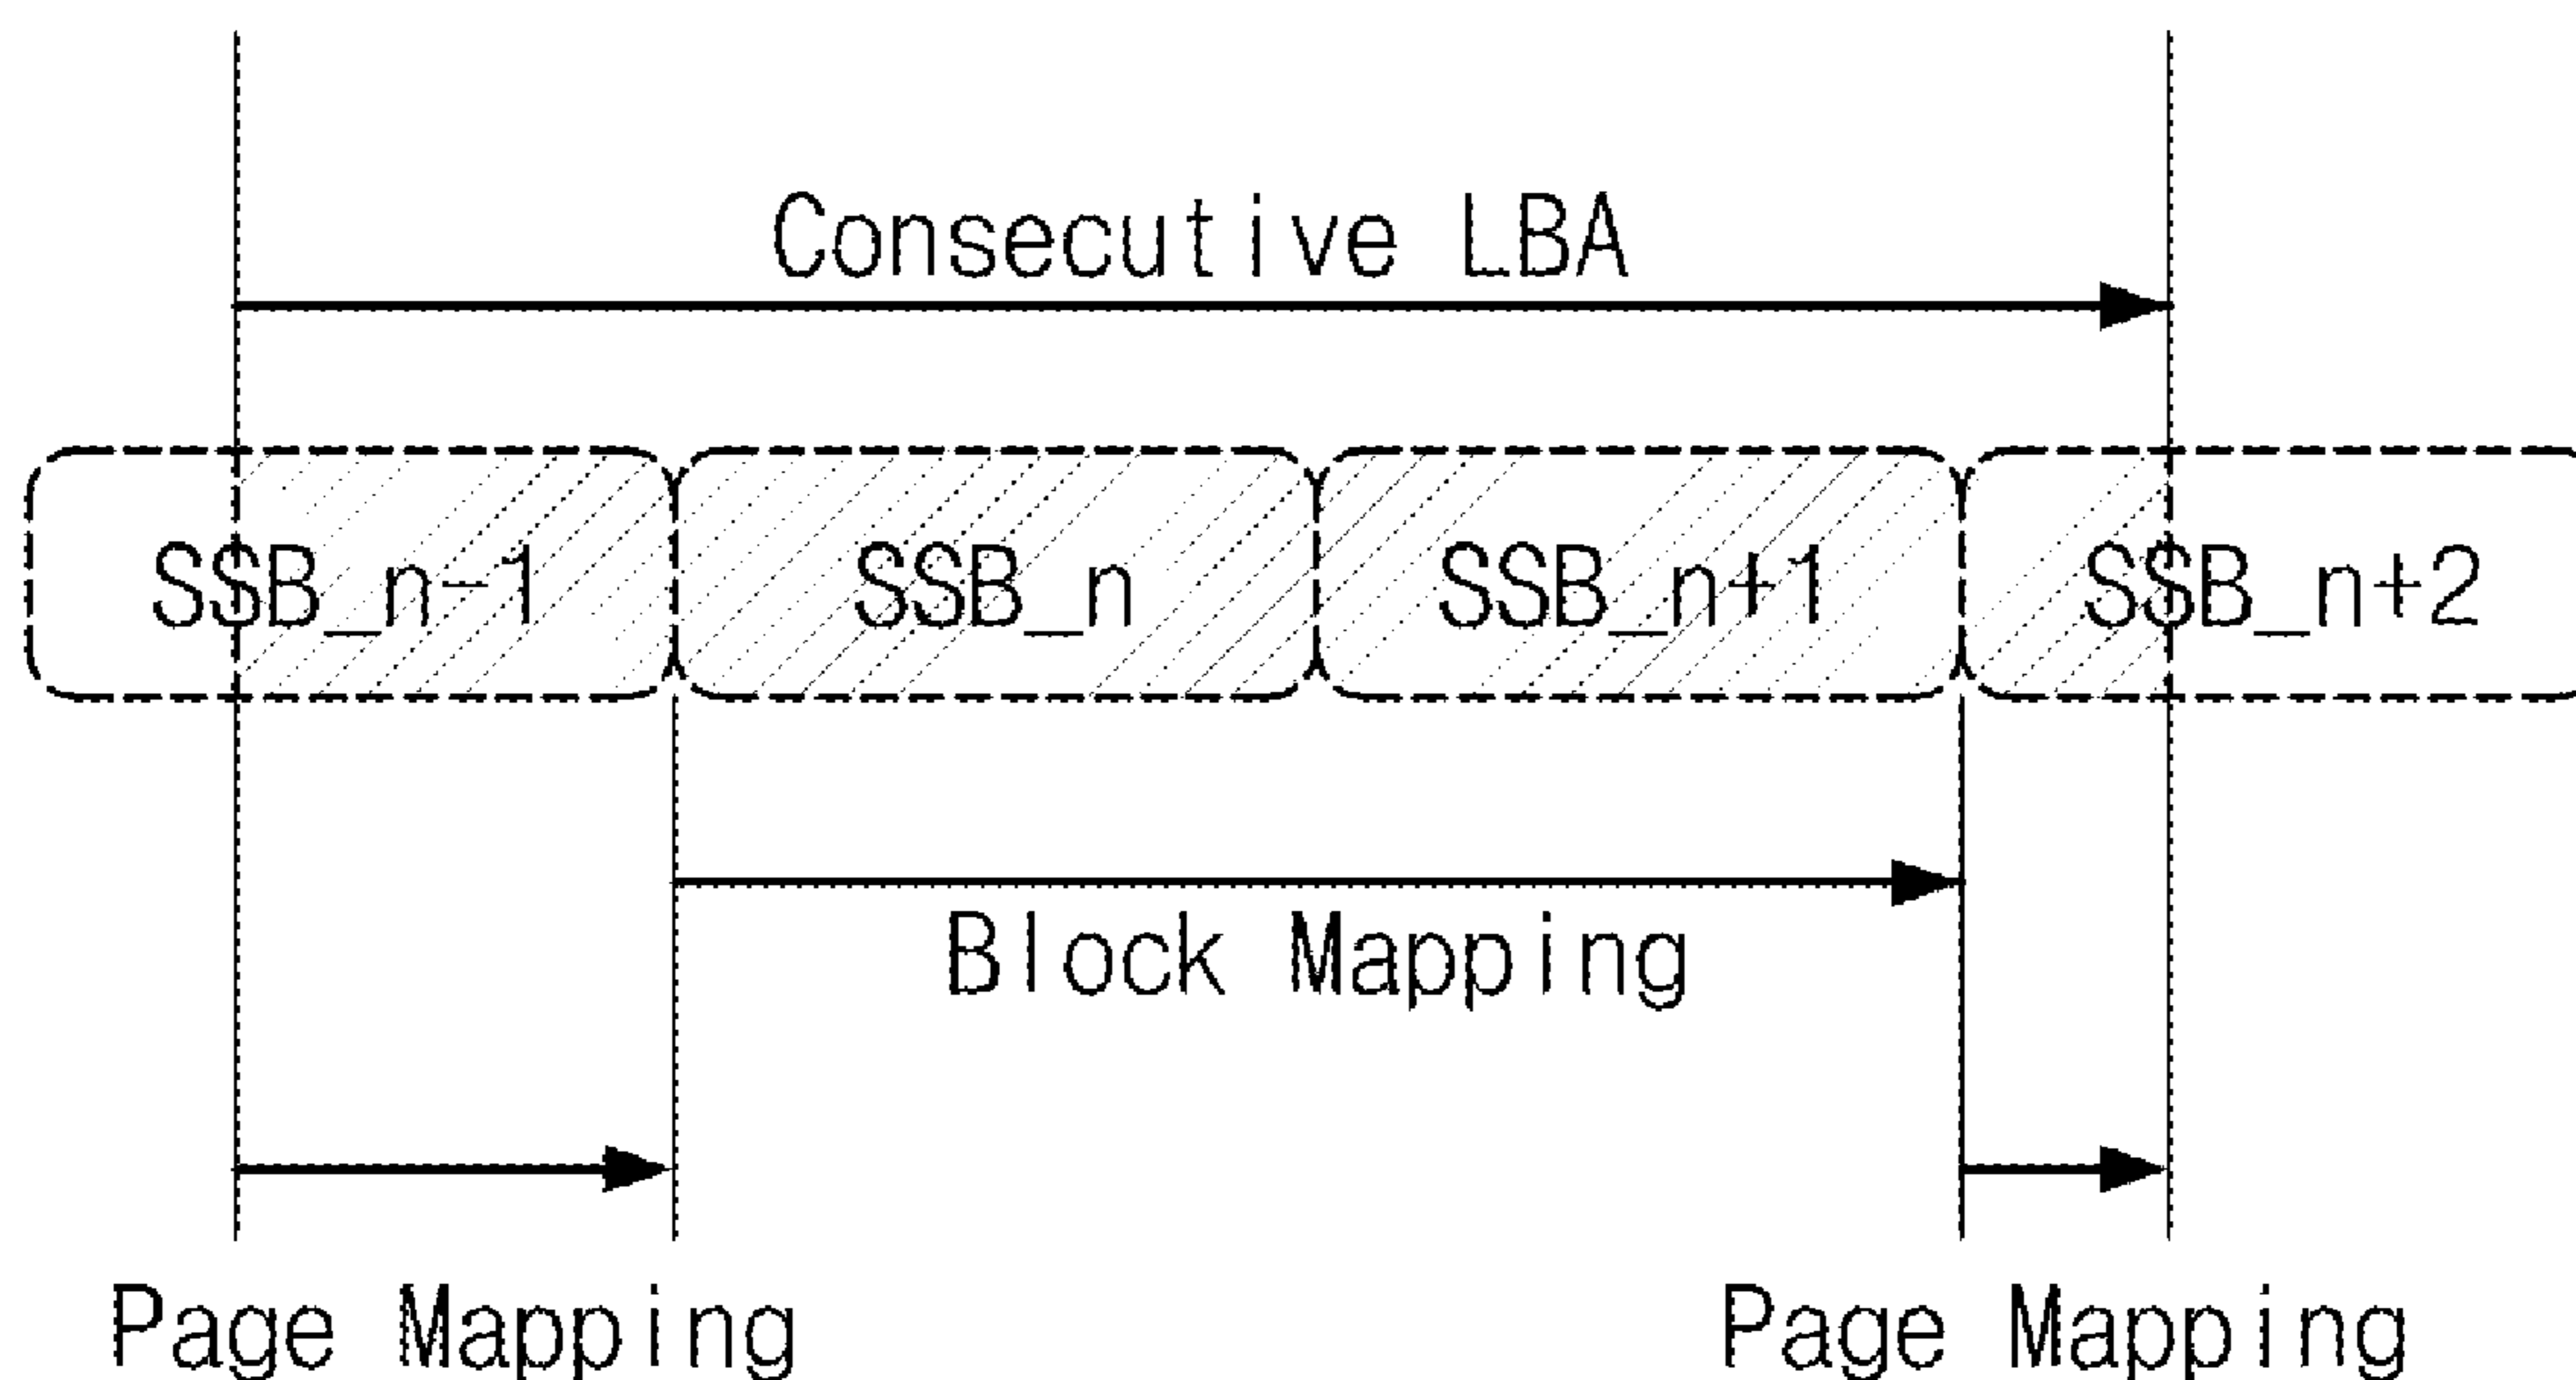 Consecutive LBA
SSB_n-1 SSB_n SSB_n+1 SSB_n+2
Block Mapping
Page Mapping Page Mapping